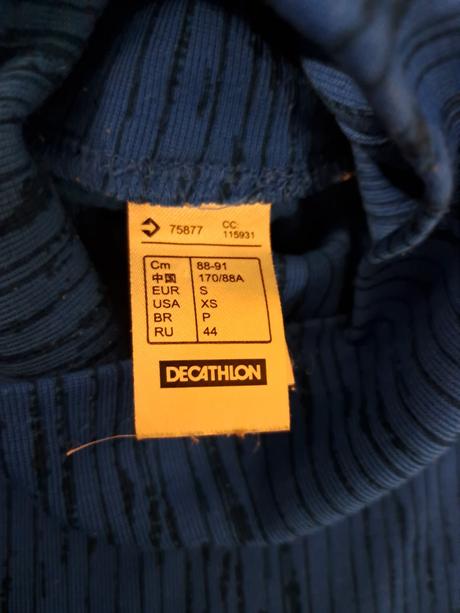 75877 CC:
115931
Cm 88-91
中国 170/88A
EUR S
USA XS
BR P
RU 44
DECATHLON